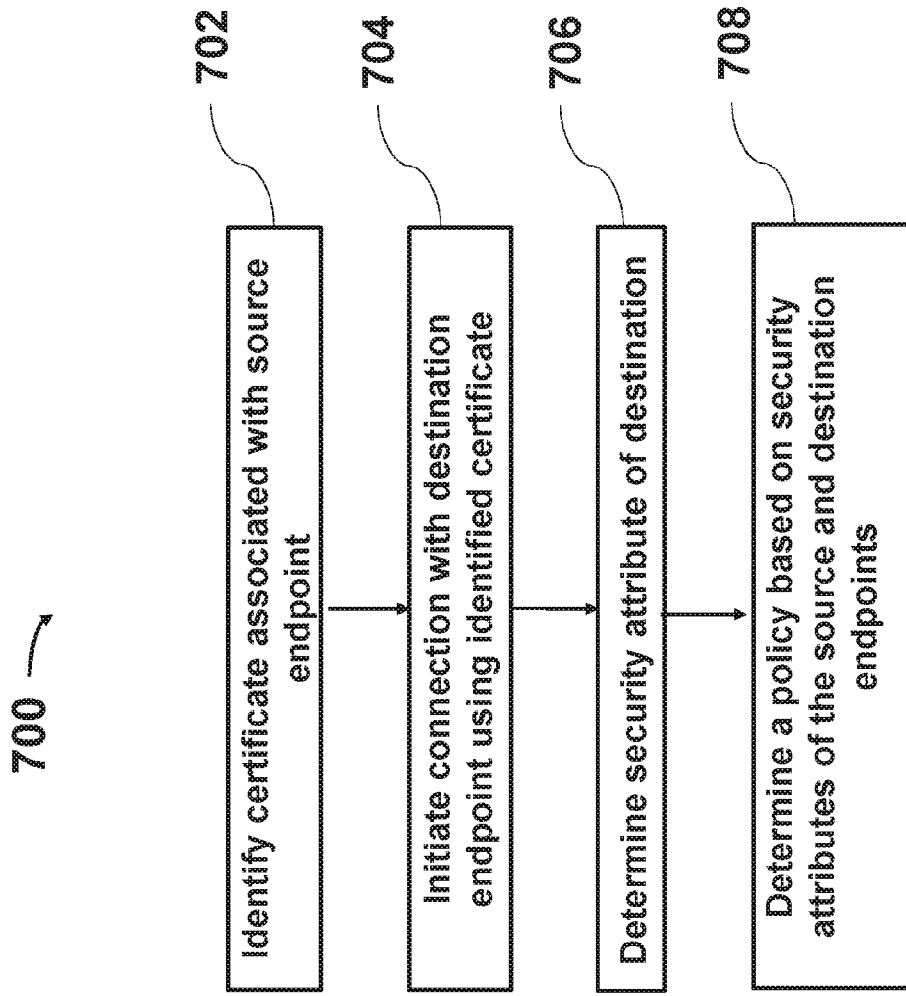 700
702
Identify certificate associated with source
endpoint
704
Initiate connection with destination
endpoint using identified certificate
706
Determine security attribute of destination
708
Determine a policy based on security
attributes of the source and destination
endpoints